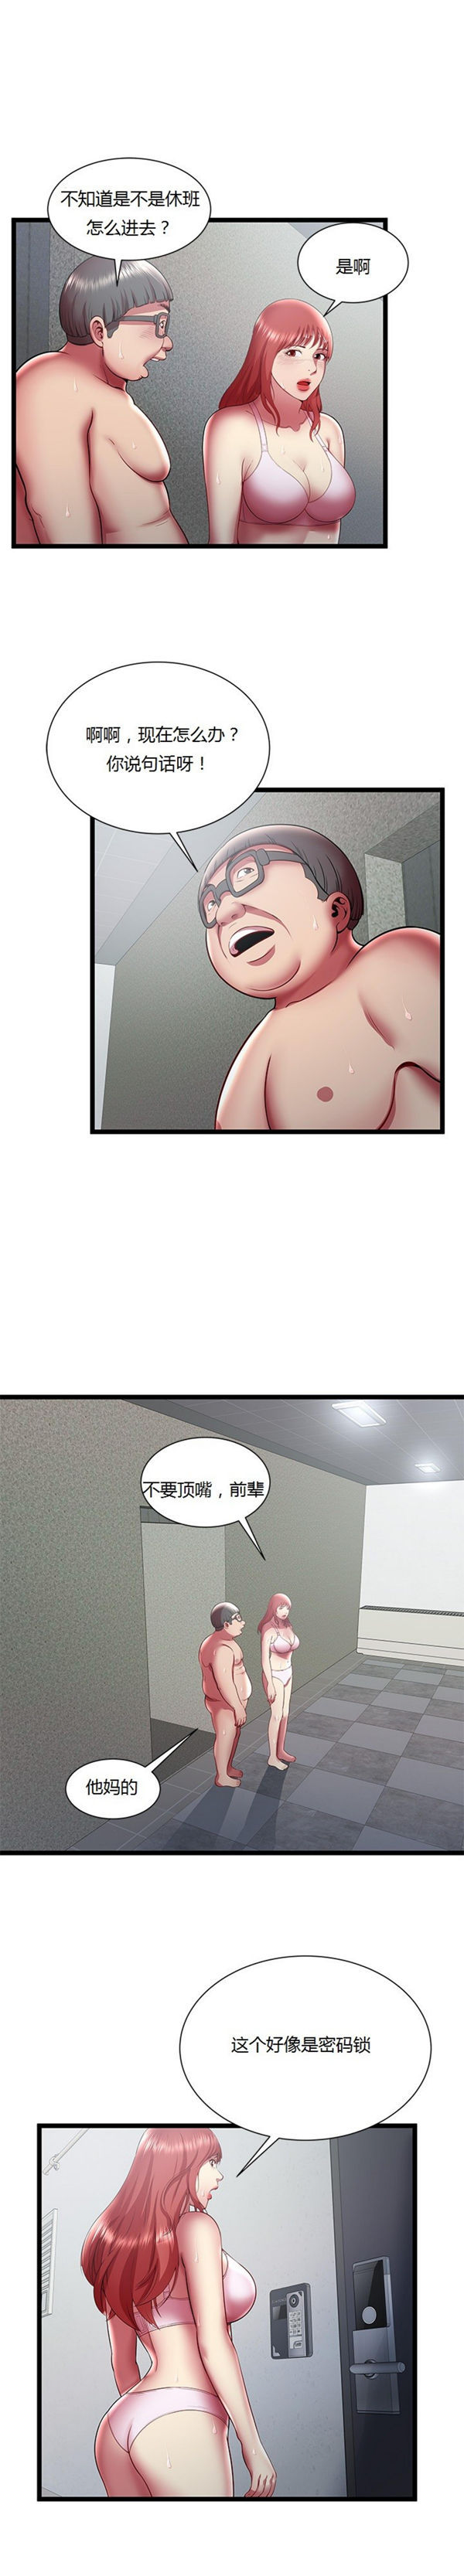 不知道是不是休班
怎么进去？
是啊
啊啊，现在怎么办？
你说句话呀！
不要顶嘴，前辈
他妈的
这个好像是密码锁